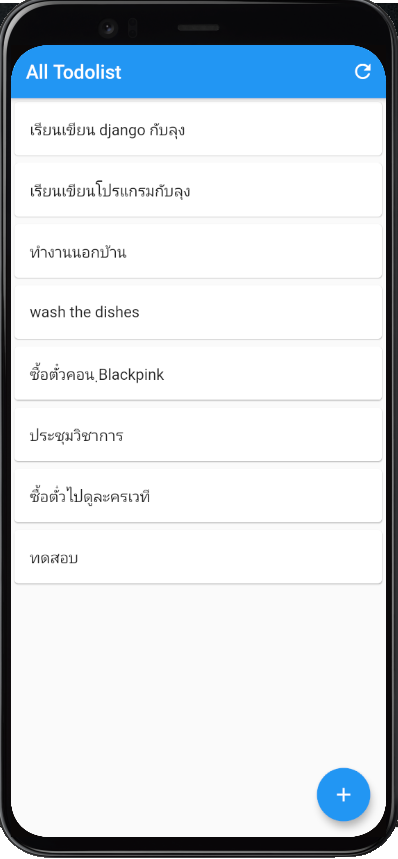 All Todolist
เรียนเขียน django กับลุง
เรียนเขียนโปรแกรมกับลุง
ทำงานนอกบ้าน
wash the dishes
ซื้อตั๋วคอนฺ Blackpink
ประชุมวิชาการ
ซื้อตั๋วไปดูละครเวที
ทดสอบ